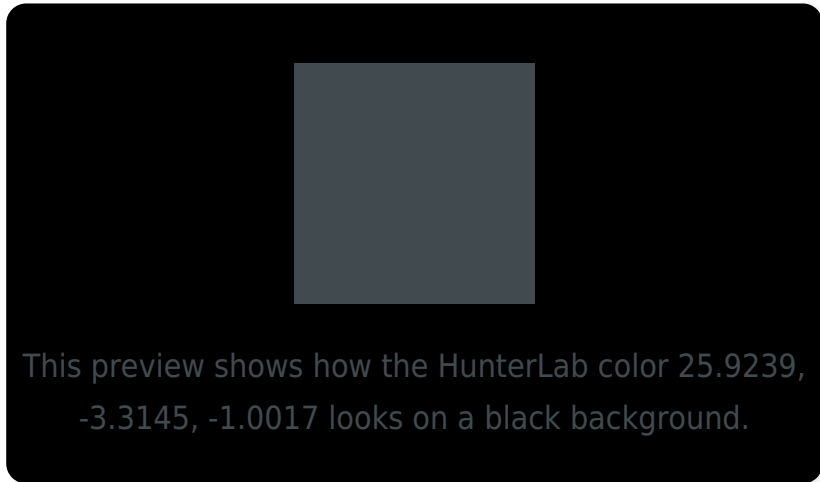 This preview shows how the HunterLab color 25.9239,
-3.3145, -1.0017 looks on a black background.